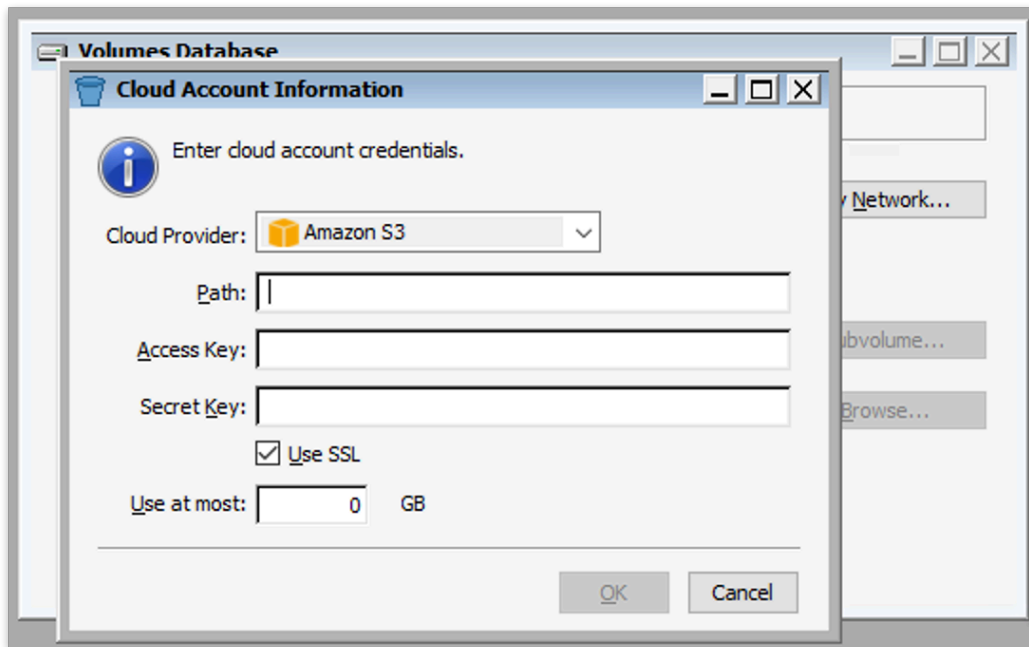 Volumes Database
Cloud Account Information
Enter cloud account credentials.
Cloud Provider: Amazon S3
Path:
Access Key:
Secret Key:
Use SSL
Use at most: 0 GB
OK Cancel
Network...
Browse...